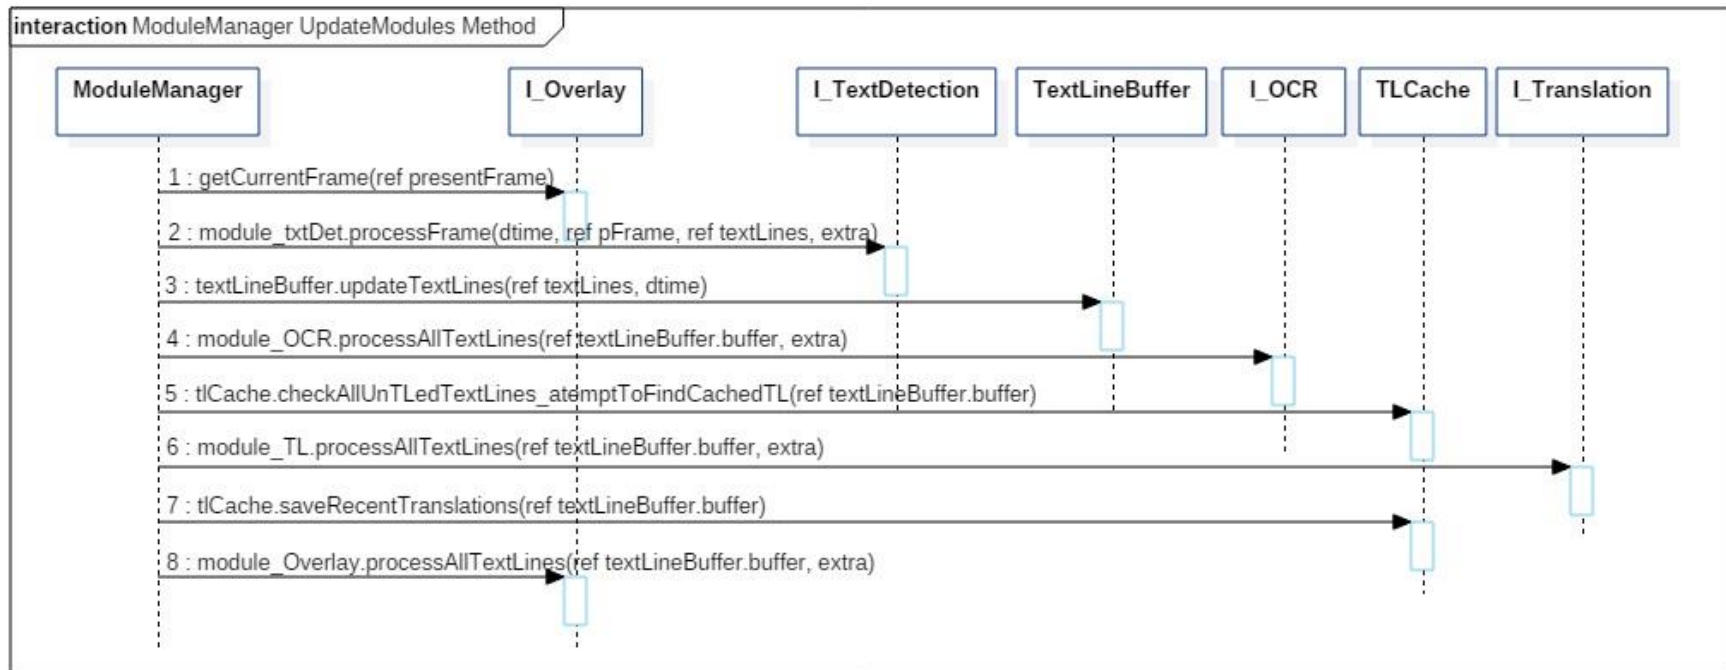 interaction ModuleManager UpdateModules Method
ModuleManager
I_Overlay
I_TextDetection
TextLineBuffer
I_OCR
TLCache
I_Translation
1 : getCurrentFrame(ref presentFrame)
2 : module_txtDet.processFrame(dtime, ref pFrame, ref textLines, extra)
3 : textLineBuffer.updateTextLines(ref textLines, dtime)
4 : module_OCR.processAllTextLines(ref textLineBuffer.buffer, extra)
5 : tlCache.checkAllUnTLedTextLines_atemptToFindCachedTL(ref textLineBuffer.buffer)
6 : module_TL.processAllTextLines(ref textLineBuffer.buffer, extra)
7 : tlCache.saveRecentTranslations(ref textLineBuffer.buffer)
8 : module_Overlay.processAllTextLines(ref textLineBuffer.buffer, extra)